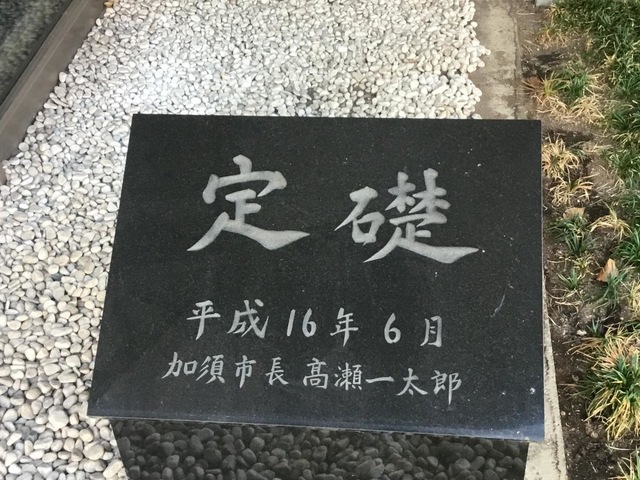 定礎
平成16年6月
加須市長 高瀬一太郎